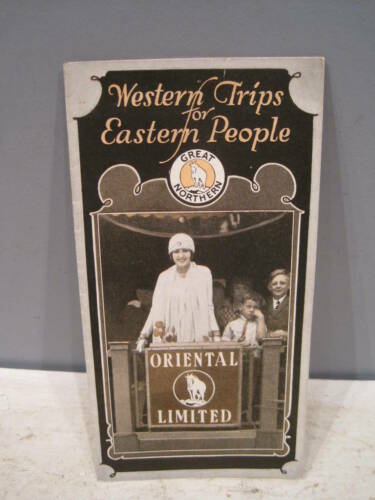 Western Trips
for
Eastern People
GREAT
NORTHERN
ORIENTAL
LIMITED